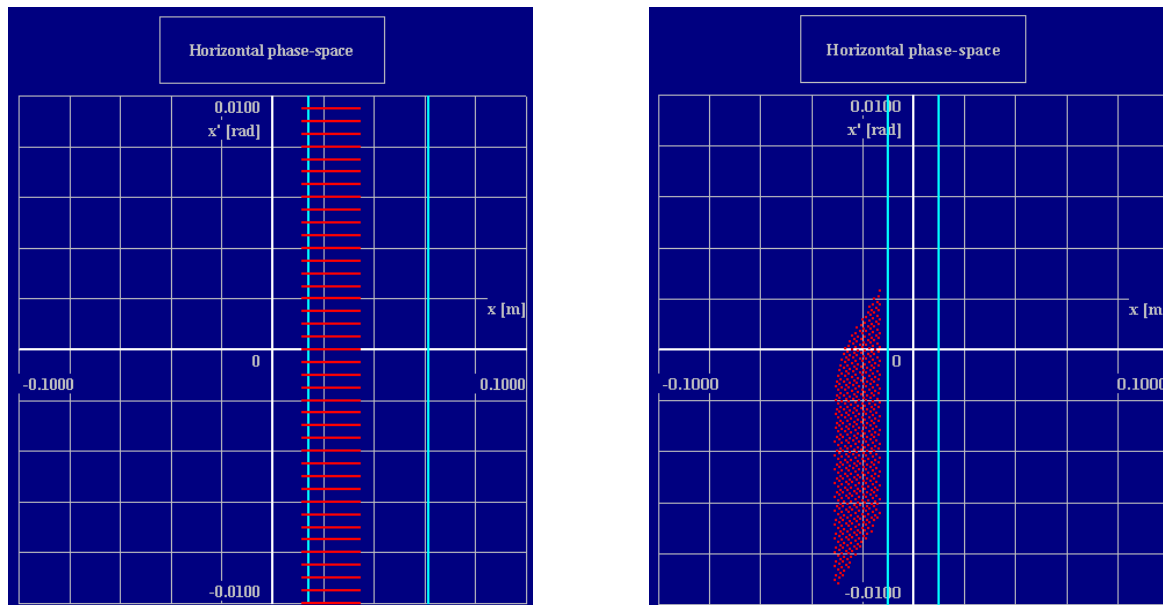 Horizontal phase-space
0.0100
x' [rad]
x [m]
0
-0.1000
0.1000
-0.0100
Horizontal phase-space
0.0100
x' [rad]
x [m
0
-0.1000
0.1000
-0.0100